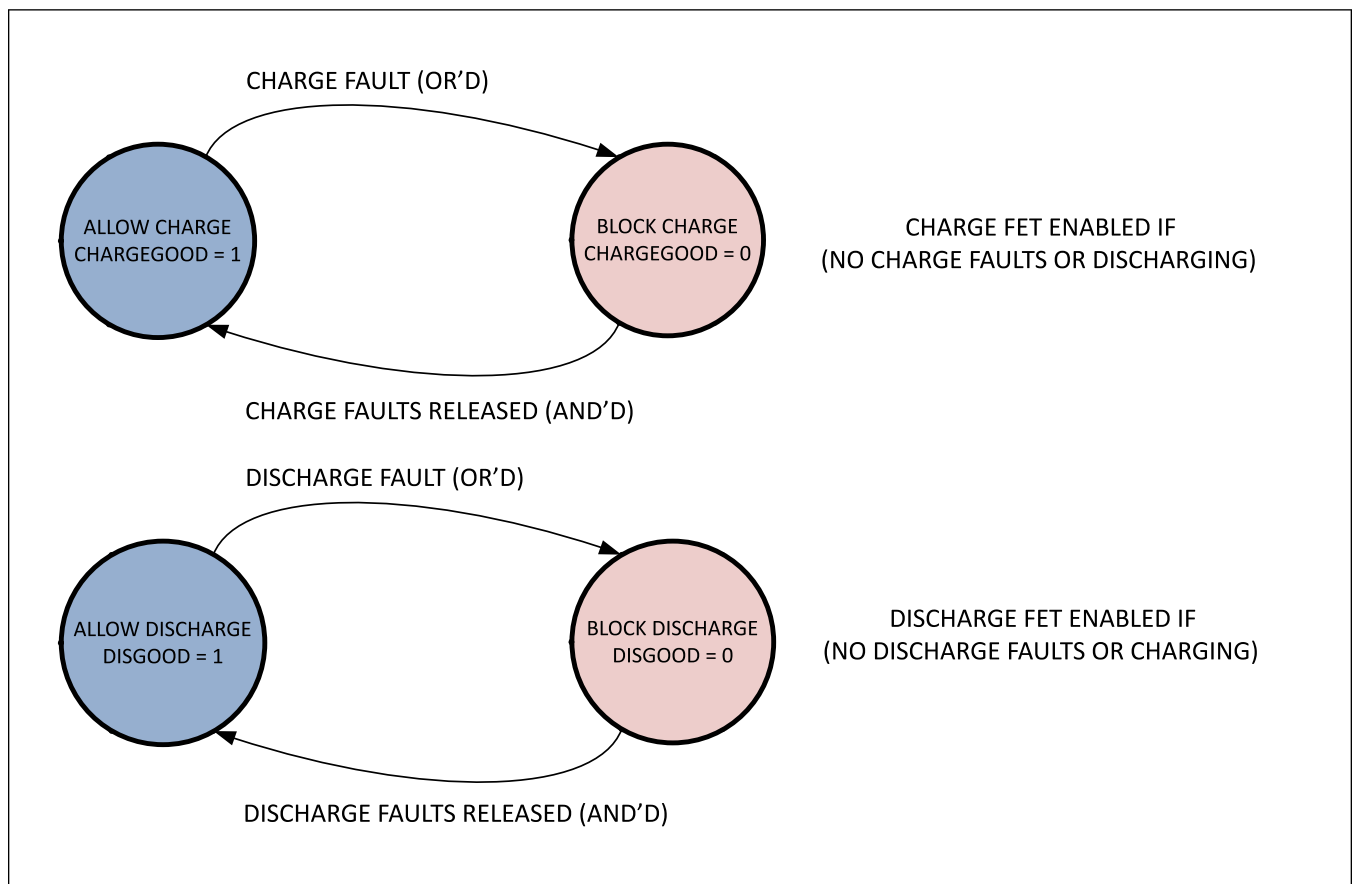 CHARGE FAULT (OR’D)
ALLOW CHARGE
CHARGEGOOD = 1
BLOCK CHARGE
CHARGEGOOD = 0
CHARGE FET ENABLED IF
(NO CHARGE FAULTS OR DISCHARGING)
CHARGE FAULTS RELEASED (AND’D)
DISCHARGE FAULT (OR’D)
ALLOW DISCHARGE
DISGOOD = 1
BLOCK DISCHARGE
DISGOOD = 0
DISCHARGE FET ENABLED IF
(NO DISCHARGE FAULTS OR CHARGING)
DISCHARGE FAULTS RELEASED (AND’D)